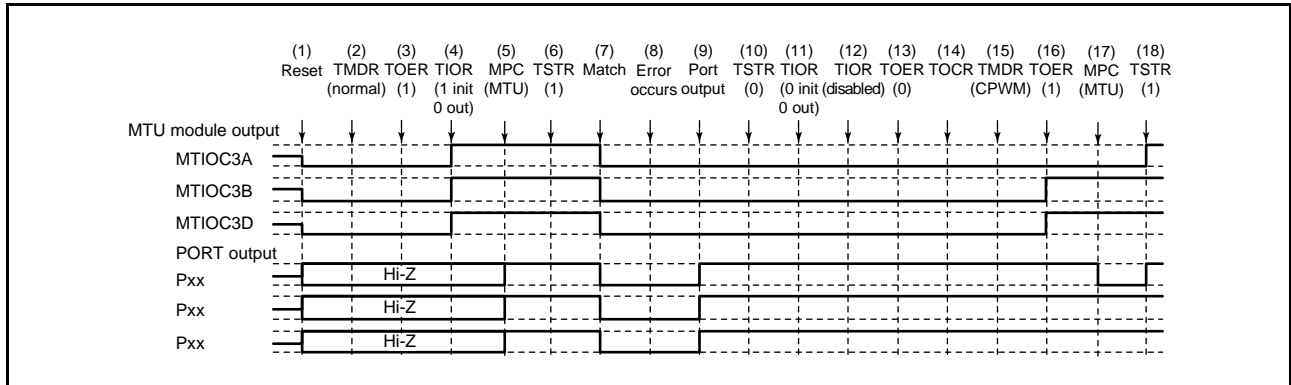 (1) (2) (3) (4) (5) (6) (7) (8) (9) (10) (11) (12) (13) (14) (15) (16) (17) (18)
Reset TMDR TOER TIOR MPC TSTR Match Error Port TSTR TIOR TIOR TOER TOCR TMDR TOER MPC TSTR
(normal) (1) (1 init (MTU) (1) occurs output (0) (0 init (disabled) (0) (CPWM) (1) (MTU) (1)
0 out) 0 out)
MTU module output
MTIOC3A
MTIOC3B
MTIOC3D
PORT output
Pxx Hi-Z
Pxx Hi-Z
Pxx Hi-Z